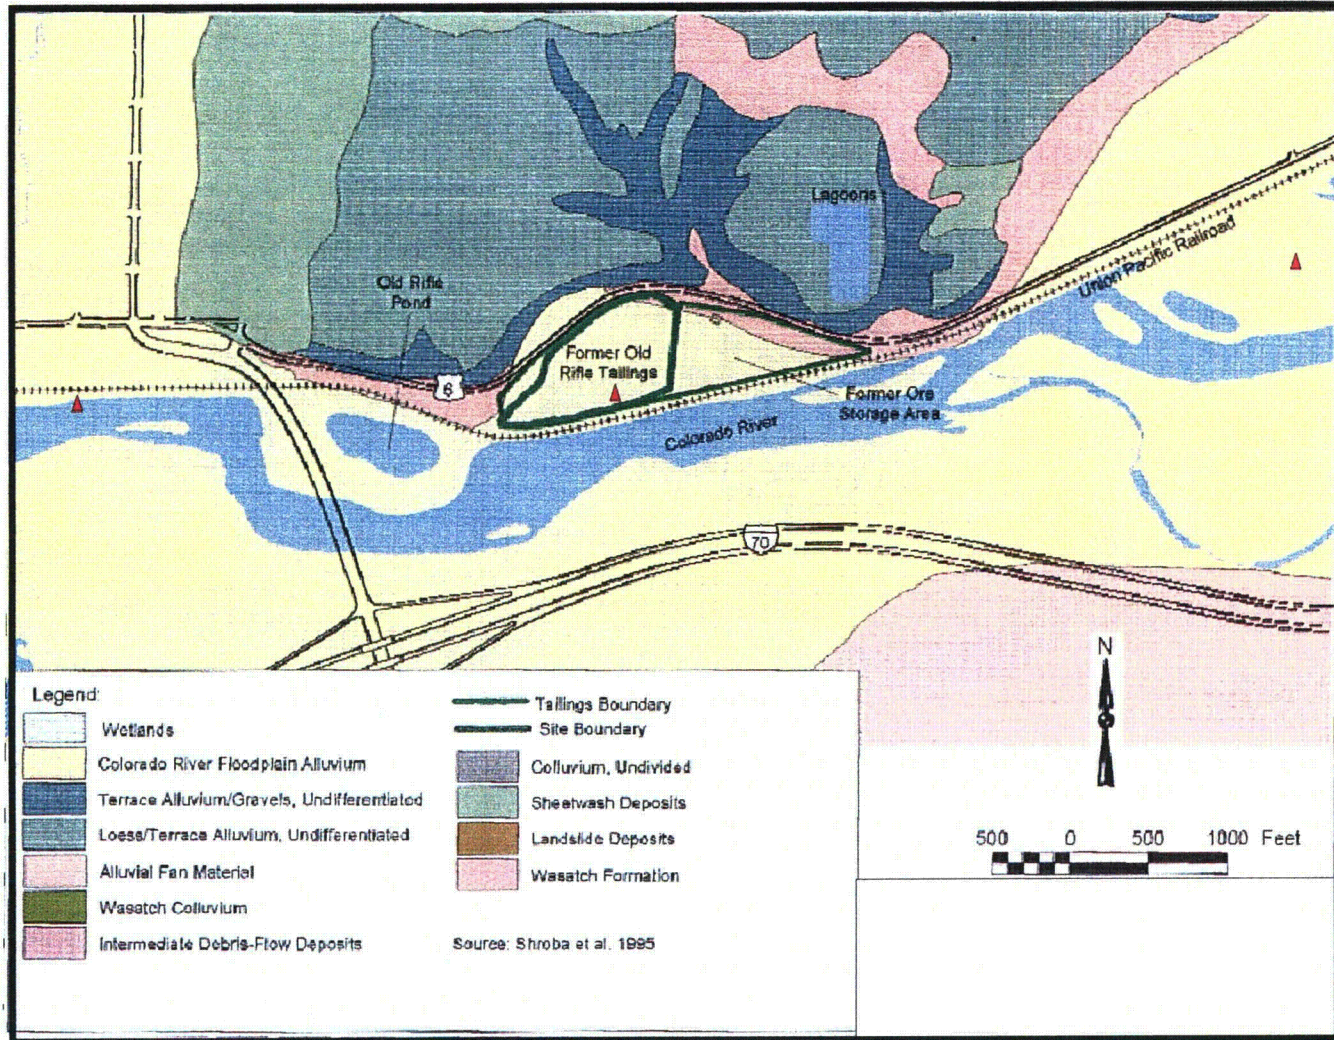 Lagoons
Union Pacific Railroad
Old Rifle
Pond
Former Old
Rifle Tailings
6
Former Ore
Storage Area
Colorado River
70
N
Legend:
Wetlands
Colorado River Floodplain Alluvium
Terrace Alluvium/Gravels, Undifferentiated
Loess/Terrace Alluvium, Undifferentiated
Alluvial Fan Material
Wasatch Colluvium
Intermediate Debris-Flow Deposits
Tailings Boundary
Site Boundary
Colluvium, Undivided
Sheetwash Deposits
Landslide Deposits
Wasatch Formation
Source: Shroba et al. 1995
500 0 500 1000 Feet